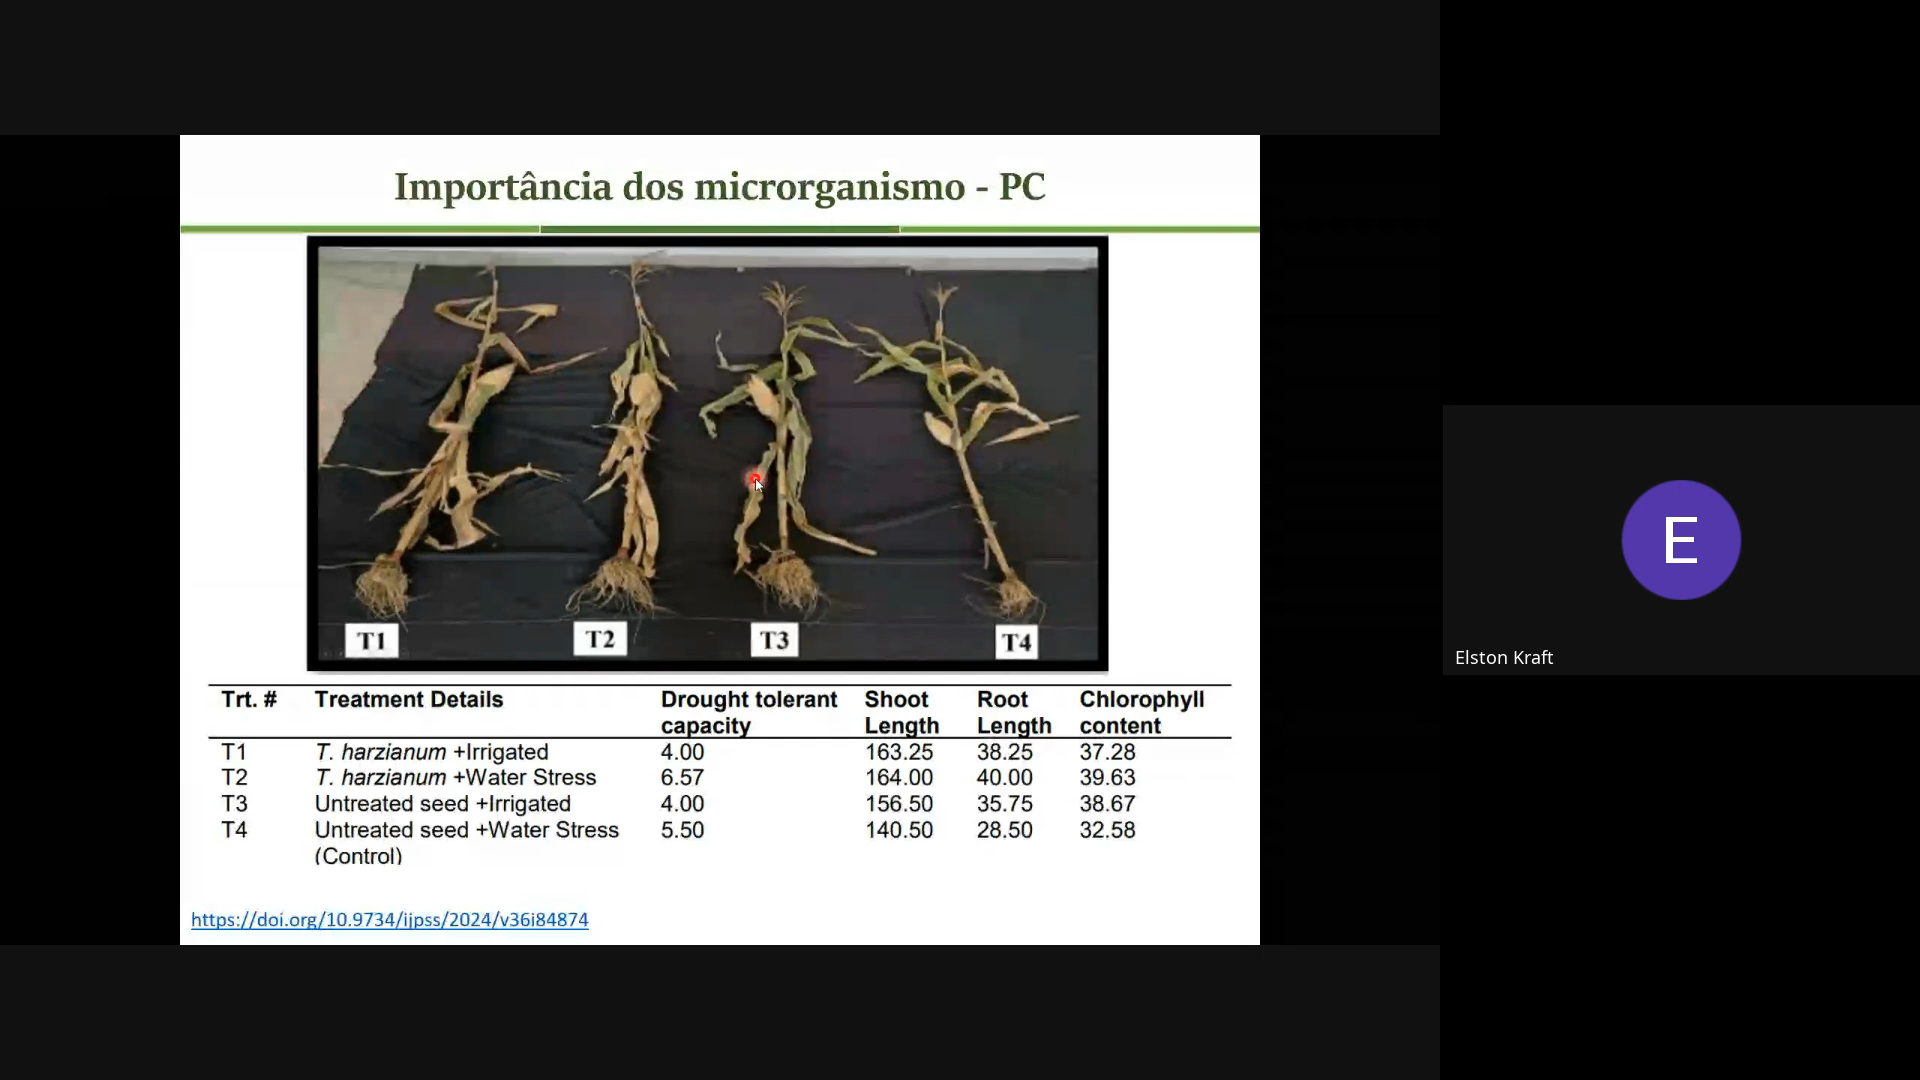 Importância dos microrganismo - PC
T1
T2
T3
T4
Trt. # Treatment Details Drought tolerant capacity Shoot Length Root Length Chlorophyll content
T1 T. harzianum +Irrigated 4.00 163.25 38.25 37.28
T2 T. harzianum +Water Stress 6.57 164.00 40.00 39.63
T3 Untreated seed +Irrigated 4.00 156.50 35.75 38.67
T4 Untreated seed +Water Stress 5.50 140.50 28.50 32.58
(Control)
https://doi.org/10.9734/ijpss/2024/v36i84874
E
Elston Kraft